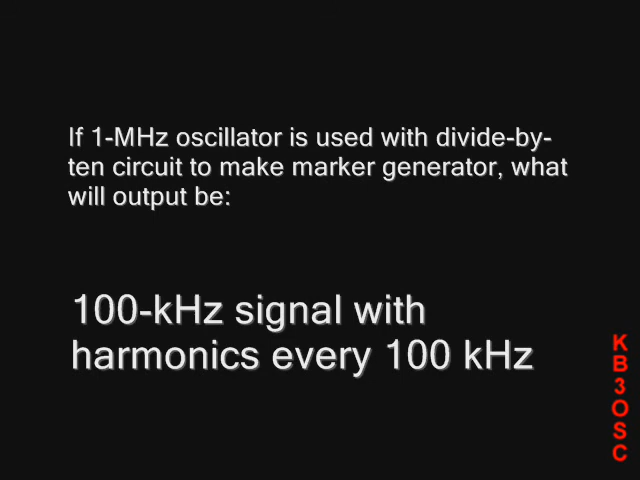 If 1-MHz oscillator is used with divide-by-
ten circuit to make marker generator, what
will output be:
100-kHz signal with
harmonics every 100 kHz
KB3OSC